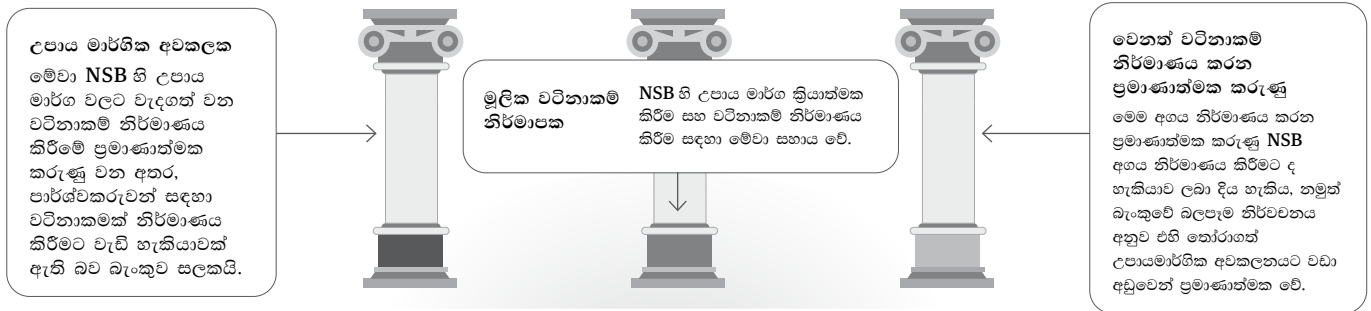 උපාය මාර්ගික අවකලක
මේවා NSB හි උපාය
මාර්ග වලට වැදගත් වන
වටිනාකම් නිර්මාණය
කිරීමේ ප්‍රමාණාත්මක
කරුණු වන අතර,
පාර්ශ්වකරුවන් සඳහා
වටිනාකමක් නිර්මාණය
කිරීමට වැඩි හැකියාවක්
ඇති බව බැංකුව සලකයි.
මූලික වටිනාකම්
නිර්මාපක
NSB හි උපාය මාර්ග ක්‍රියාත්මක
කිරීම සහ වටිනාකම් නිර්මාණය
කිරීම සඳහා මේවා සහාය වේ.
වෙනත් වටිනාකම්
නිර්මාණය කරන
ප්‍රමාණාත්මක කරුණු
මෙම අගය නිර්මාණය කරන
ප්‍රමාණාත්මක කරුණු NSB
අගය නිර්මාණය කිරීමට ද
හැකියාව ලබා දිය හැකිය, නමුත්
බැංකුවේ බලපෑම නිර්වචනය
අනුව එහි තෝරාගත්
උපායමාර්ගික අවකලනයට වඩා
අඩුවෙන් ප්‍රමාණාත්මක වේ.